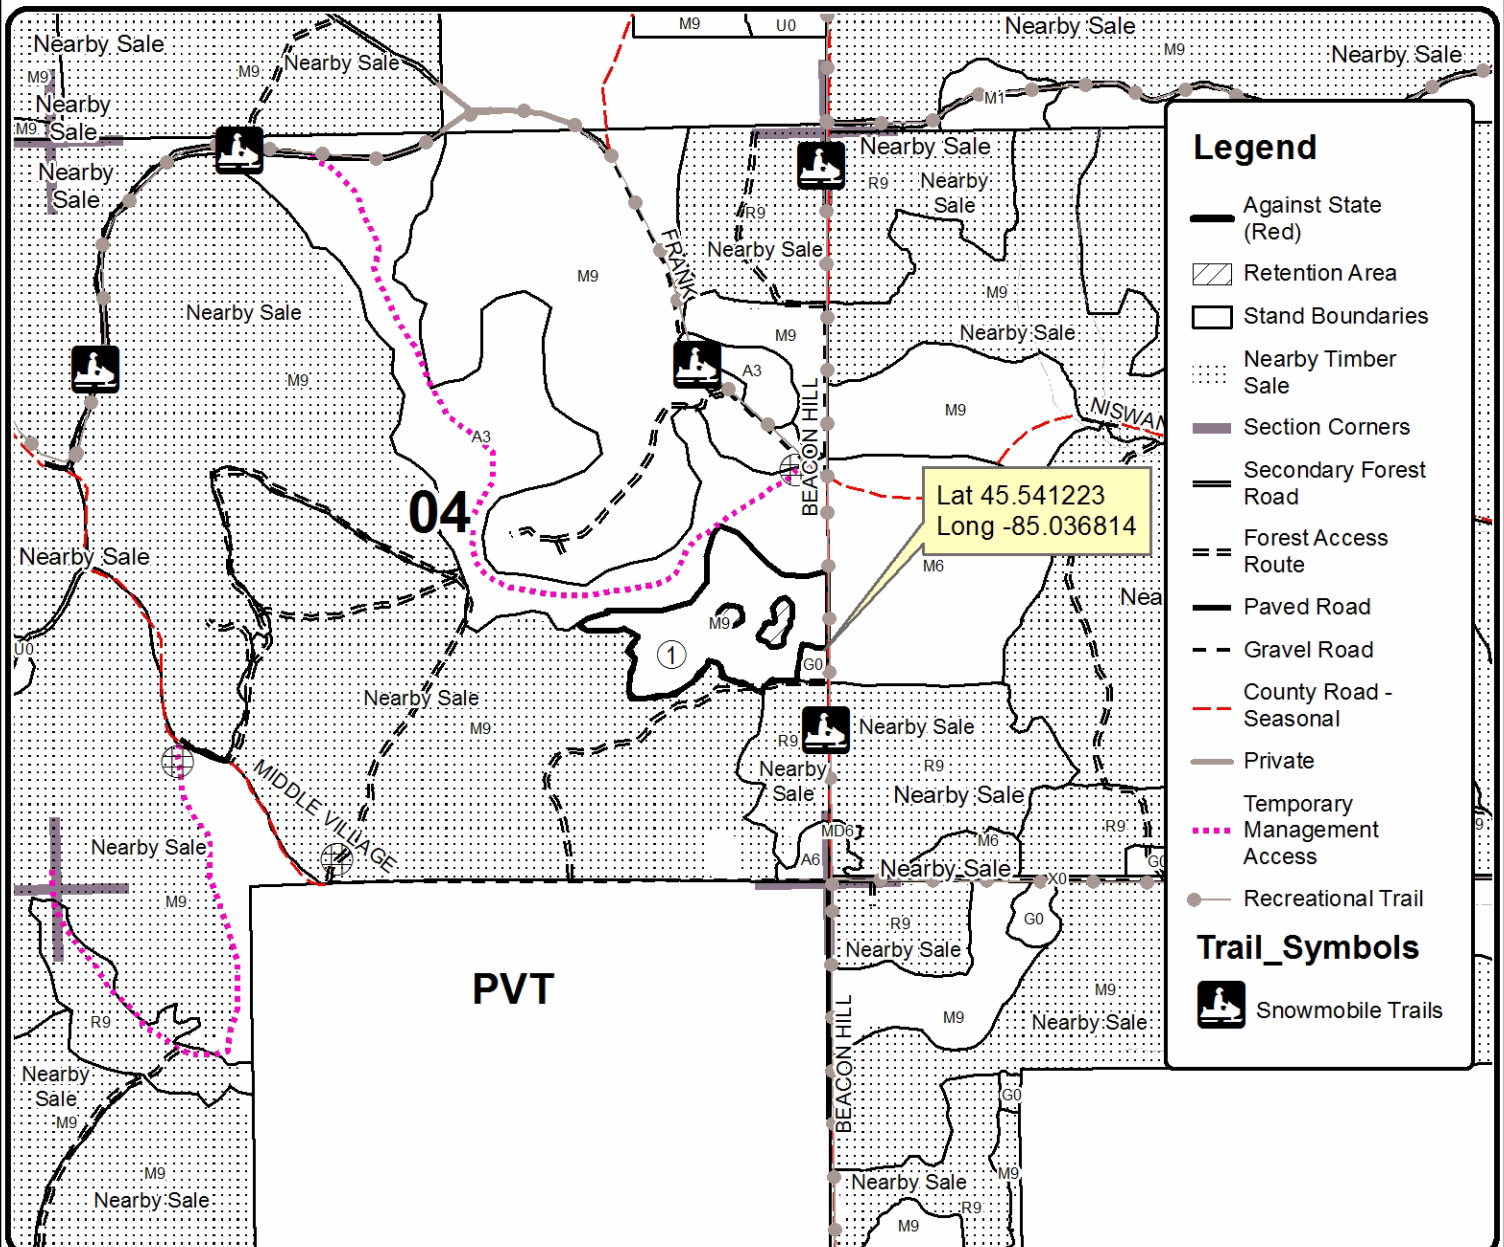 M9
U0
Nearby Sale
M9
Nearby Sale
Nearby Sale
M9
Nearby Sale
M9
Nearby Sale
M9
Nearby
Sale
M1
M9
Nearby
Sale
Nearby Sale
R9
Nearby
Sale
R9
Nearby Sale
FRANK
M9
M9
Nearby Sale
Nearby Sale
M9
M9
A3
M9
M9
NISWAN
A3
BEACON HILL
04
Lat 45.541223
Long -85.036814
Nearby Sale
M6
Nea
U0
M9
1
G0
Nearby Sale
M9
R9
Nearby Sale
Nearby
Sale
R9
Nearby Sale
MIDDLE VILLAGE
MD6
M6
R9
A6
Nearby Sale
G0
9
X0
Nearby Sale
M9
G0
R9
Nearby Sale
PVT
M9
M9
Nearby Sale
BEACON HILL
R9
Nearby
Sale
M9
G0
M9
Nearby Sale
M9
Nearby Sale
R9
M9
Legend
Against State
(Red)
Retention Area
Stand Boundaries
Nearby Timber
Sale
Section Corners
Secondary Forest
Road
Forest Access
Route
Paved Road
Gravel Road
County Road -
Seasonal
Private
Temporary
Management
Access
Recreational Trail
Trail_Symbols
Snowmobile Trails